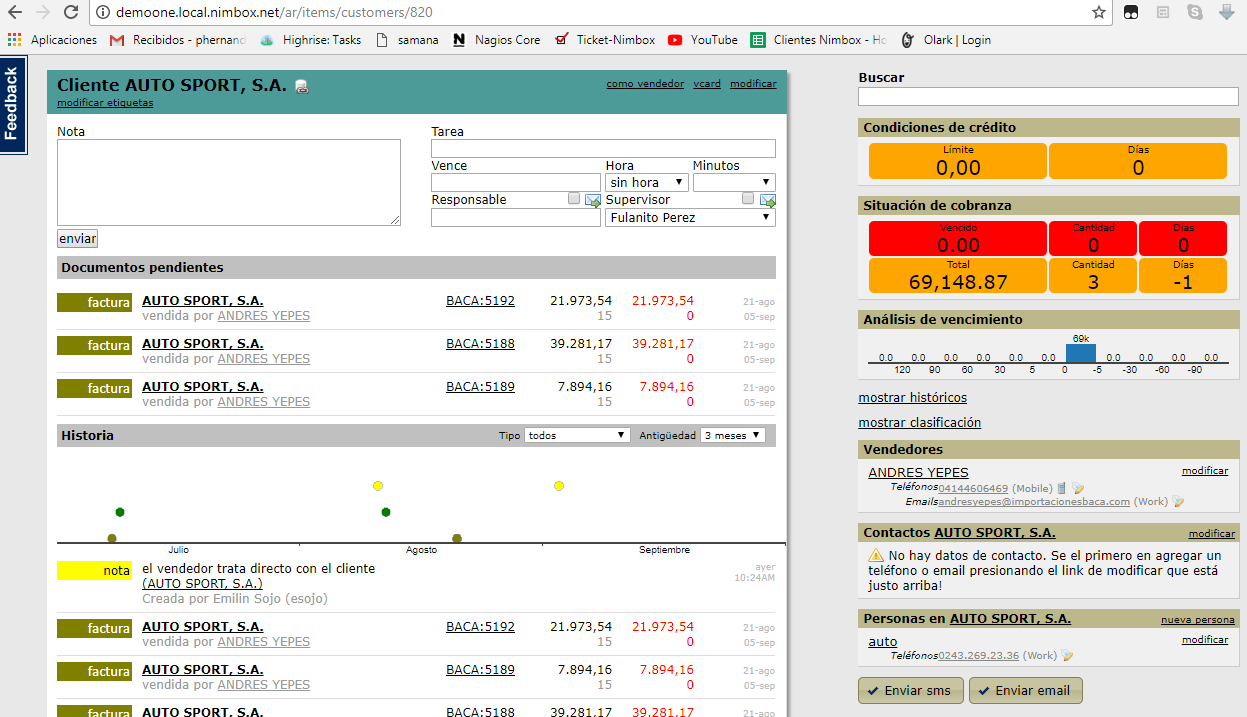 demoone.local.nimbox.net/ar/items/customers/820
Aplicaciones Recibidos - phernand Highrise: Tasks samana Nagios Core Ticket-Nimbox YouTube Clientes Nimbox - Ho Olark | Login
Feedback
Cliente AUTO SPORT, S.A. como vendedor vcard modificar
modificar etiquetas
Nota
enviar
Tarea
Vence Hora Minutos
sin hora
Responsable Supervisor
Fulanito Perez
Documentos pendientes
factura AUTO SPORT, S.A. BACA:5192 21.973,54 21.973,54 21-ago
vendida por ANDRES YEPES 15 0 05-sep
factura AUTO SPORT, S.A. BACA:5188 39.281,17 39.281,17 21-ago
vendida por ANDRES YEPES 15 0 05-sep
factura AUTO SPORT, S.A. BACA:5189 7.894,16 7.894,16 21-ago
vendida por ANDRES YEPES 15 0 05-sep
Historia Tipo todos Antigüedad 3 meses
Julio Agosto Septiembre
nota el vendedor trata directo con el cliente ayer
(AUTO SPORT, S.A.) 10:24AM
Creada por Emilin Sojo (esojo)
factura AUTO SPORT, S.A. BACA:5192 21.973,54 21.973,54 21-ago
vendida por ANDRES YEPES 15 0 05-sep
factura AUTO SPORT, S.A. BACA:5189 7.894,16 7.894,16 21-ago
vendida por ANDRES YEPES 15 0 05-sep
factura AUTO SPORT, S.A. BACA:5188 39.281,17 39.281,17 21-ago
Buscar
Condiciones de crédito
Límite Días
0,00 0
Situación de cobranza
Vencido Cantidad Días
0.00 0 0
Total Cantidad Días
69,148.87 3 -1
Análisis de vencimiento
69k
0.0 0.0 0.0 0.0 0.0 0.0 0.0 0.0 0.0 0.0
120 90 60 30 5 0 -5 -30 -60 -90
mostrar históricos
mostrar clasificación
Vendedores
ANDRES YEPES modificar
Teléfonos 04144606469 (Mobile)
Emails andresyepes@importacionesbaca.com (Work)
Contactos AUTO SPORT, S.A. modificar
No hay datos de contacto. Se el primero en agregar un
teléfono o email presionando el link de modificar que está
justo arriba!
Personas en AUTO SPORT, S.A. nueva persona
auto modificar
Teléfonos 0243.269.23.36 (Work)
Enviar sms Enviar email